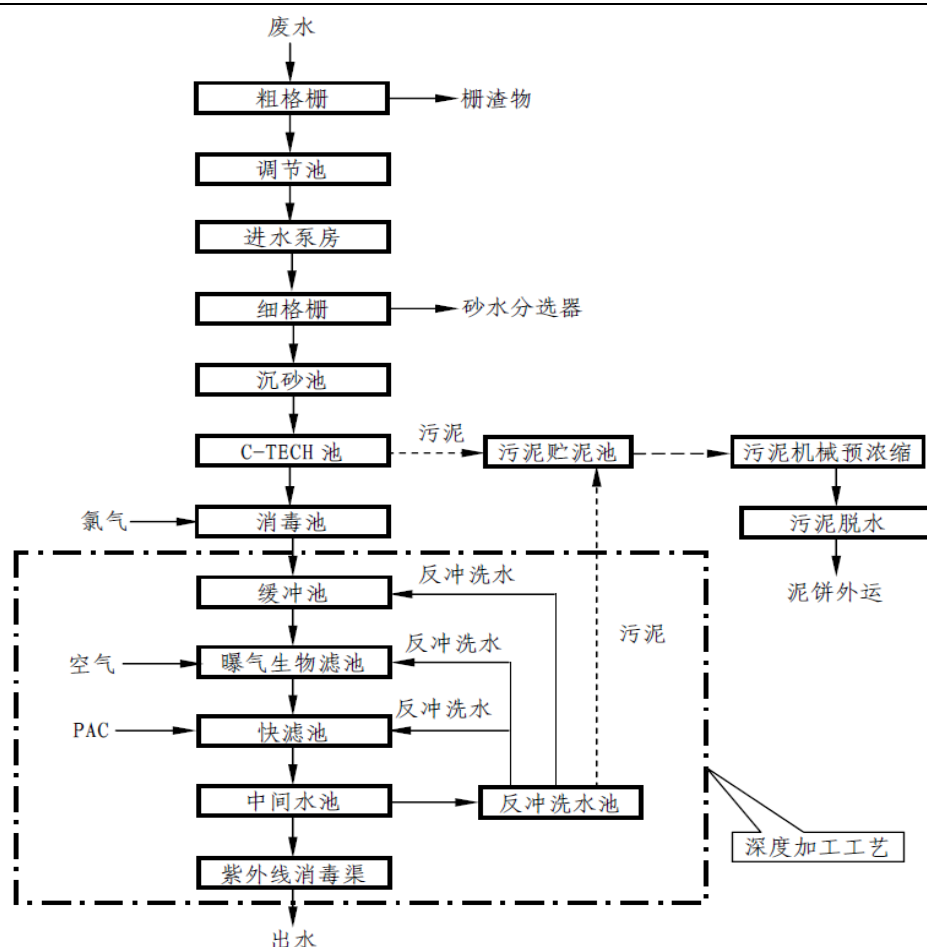 废水
粗格栅
栅渣物
调节池
进水泵房
细格栅
砂水分选器
沉砂池
污泥
C-TECH 池
污泥贮泥池
污泥机械预浓缩
氯气
消毒池
污泥脱水
反冲洗水
缓冲池
泥饼外运
污泥
反冲洗水
空气
曝气生物滤池
反冲洗水
PAC
快滤池
中间水池
反冲洗水池
深度加工工艺
紫外线消毒渠
出水